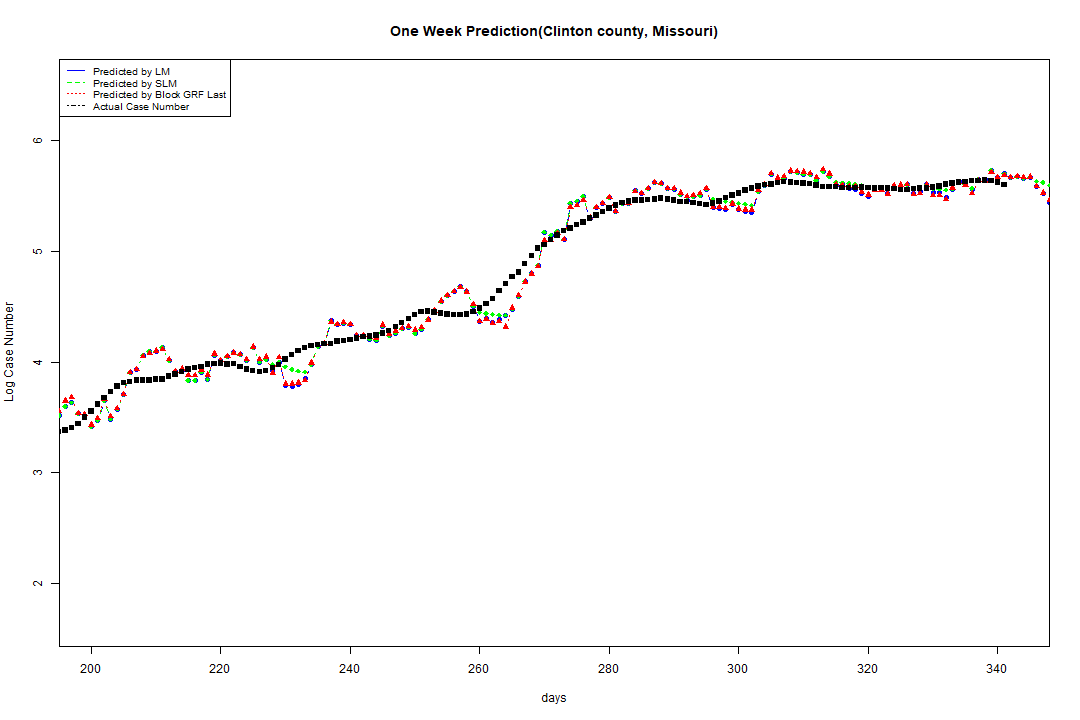 One Week Prediction(Clinton county, Missouri)
Predicted by LM
Predicted by SLM
Predicted by Block GRF Last
Actual Case Number
6
5
4
3
2
Log Case Number
200
220
240
260
280
300
320
340
days